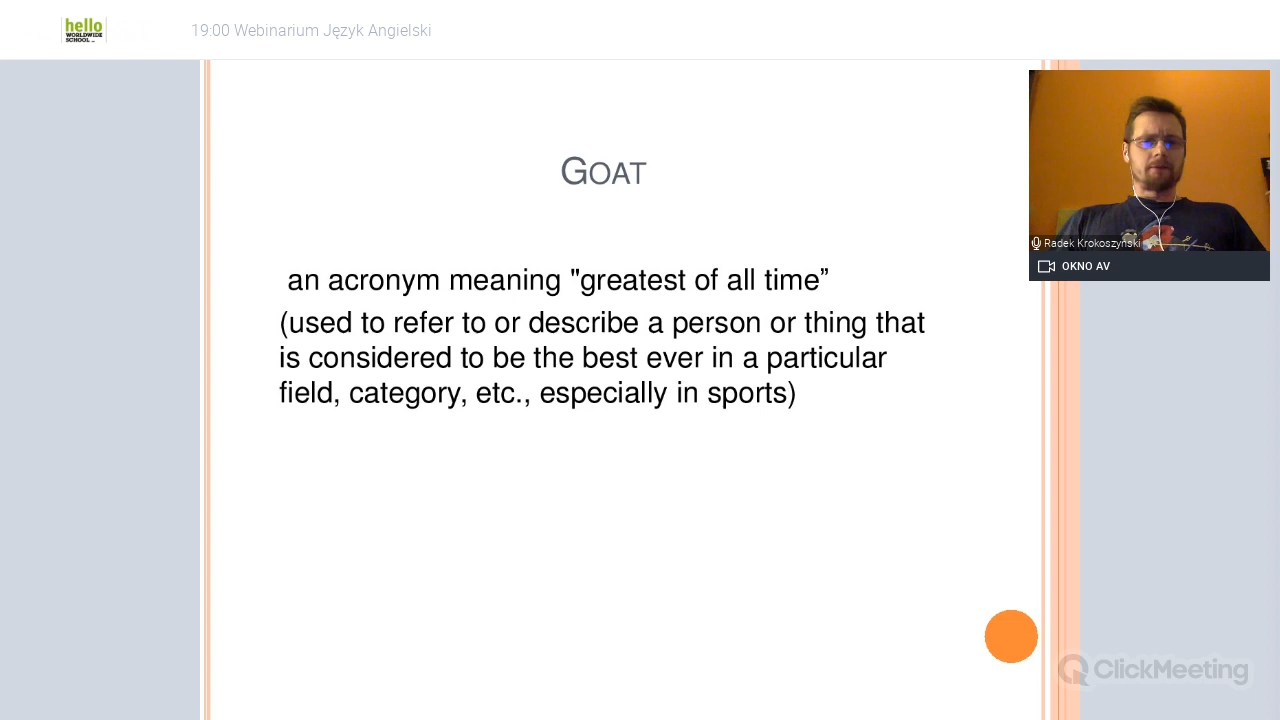 hello
WORLDWIDE
SCHOOL
19:00 Webinarium Język Angielski
GOAT
an acronym meaning "greatest of all time”
(used to refer to or describe a person or thing that
is considered to be the best ever in a particular
field, category, etc., especially in sports)
Radek Krokoszyński
OKNO AV
ClickMeeting